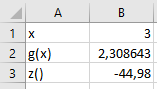 A B
1 x 3
2 g(x) 2,308643
3 z() -44,98